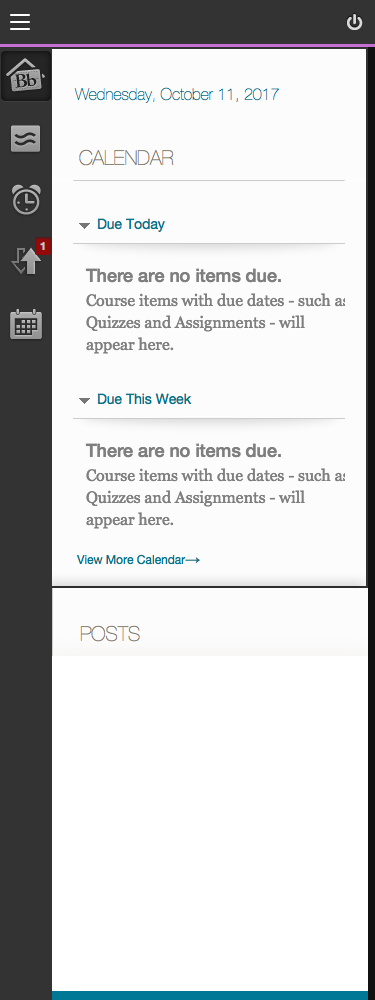 Bb
Wednesday, October 11, 2017
CALENDAR
Due Today
There are no items due.
Course items with due dates - such as
Quizzes and Assignments - will
appear here.
1
Due This Week
There are no items due.
Course items with due dates - such as
Quizzes and Assignments - will
appear here.
View More Calendar→
POSTS